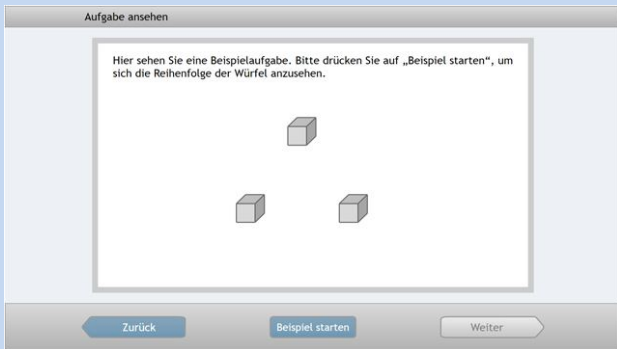 Aufgabe ansehen
Hier sehen Sie eine Beispielaufgabe. Bitte drücken Sie auf „Beispiel starten“, um
sich die Reihenfolge der Würfel anzusehen.
Zurück
Beispiel starten
Weiter